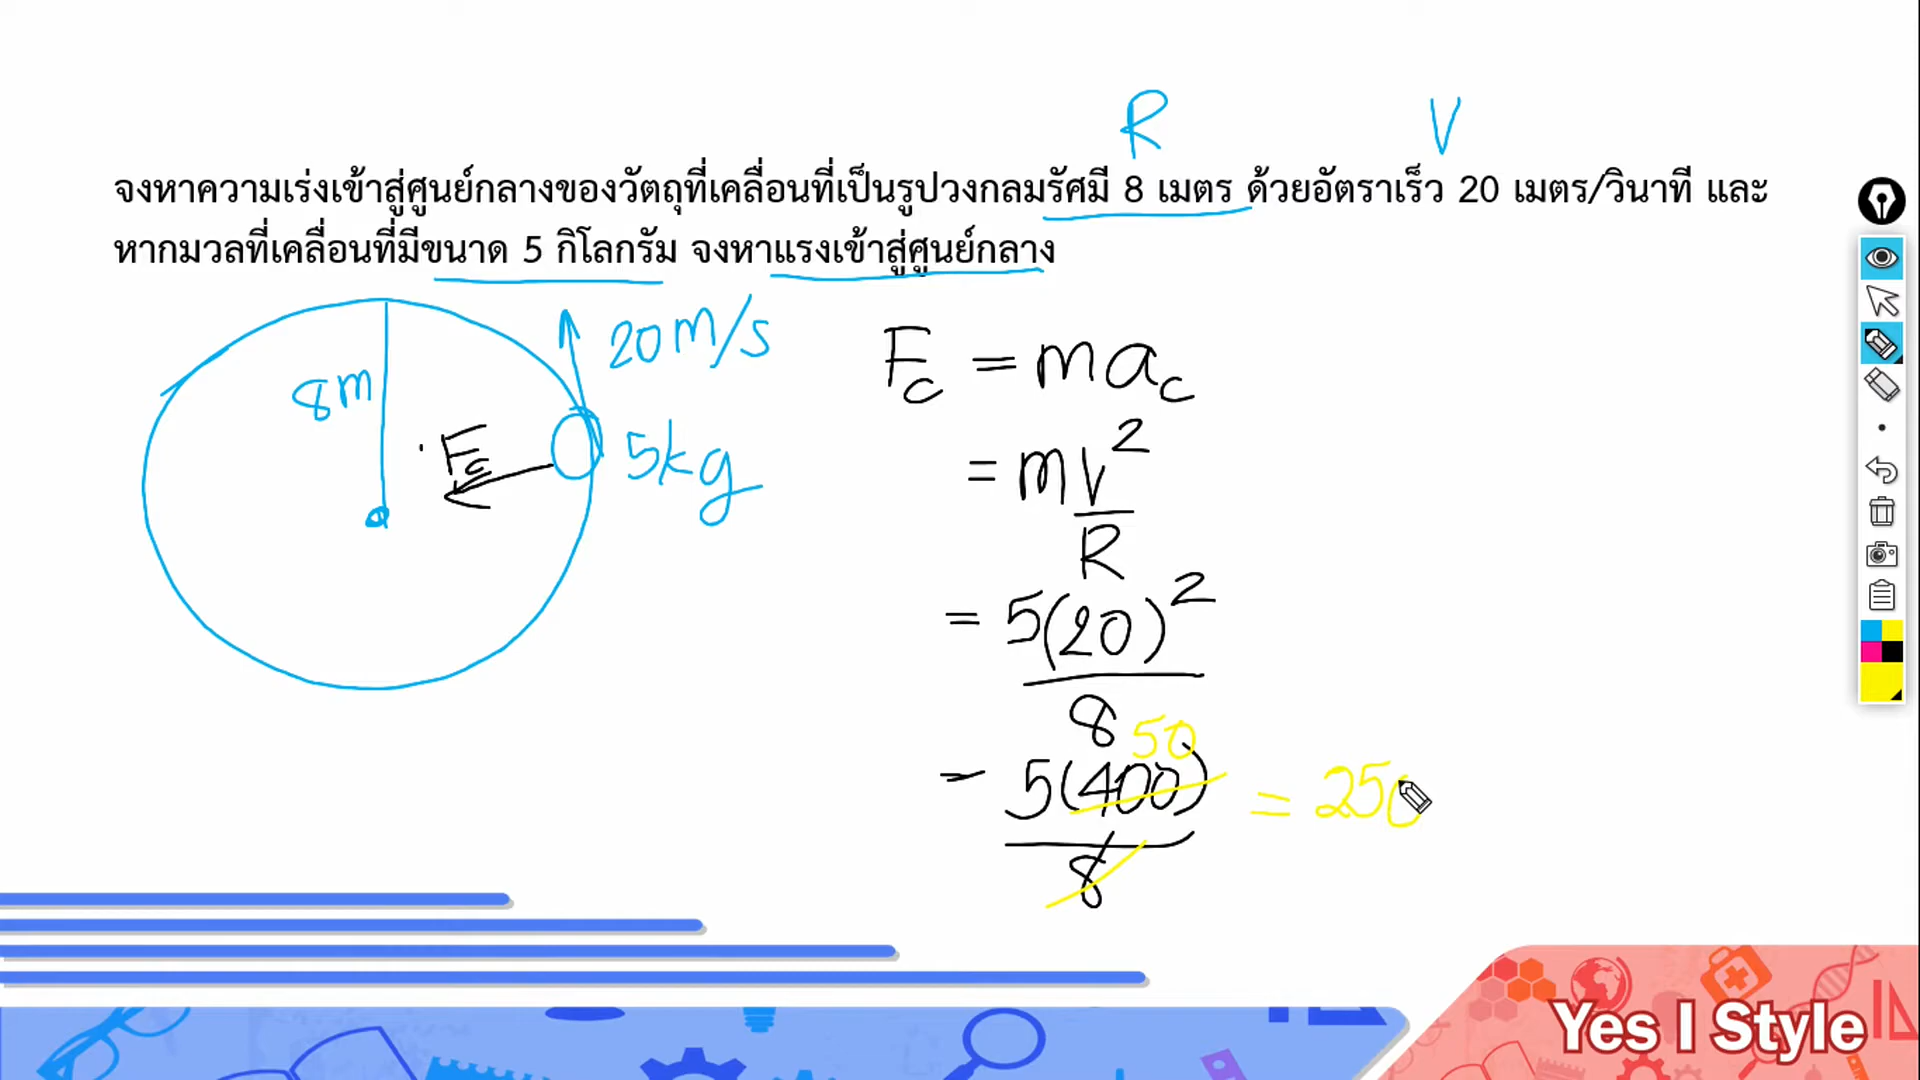 R V
จงหาความเร่งเข้าสู่ศูนย์กลางของวัตถุที่เคลื่อนที่เป็นรูปวงกลมรัศมี 8 เมตร ด้วยอัตราเร็ว 20 เมตร/วินาที และ
หากมวลที่เคลื่อนที่มีขนาด 5 กิโลกรัม จงหาแรงเข้าสู่ศูนย์กลาง
20 m/s
8 m
Fc
5 kg
Fc = mac
= m v²/R
= 5(20)²/8
50
= 5(400)/8 = 250
Yes I Style